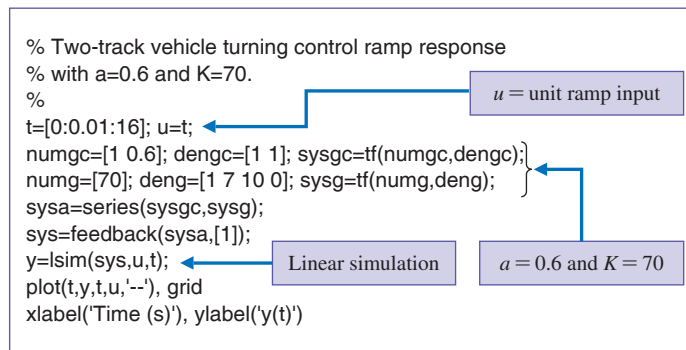 % Two-track vehicle turning control ramp response
% with a=0.6 and K=70.
%
u = unit ramp input
t=[0:0.01:16]; u=t;
numgc=[1 0.6]; dengc=[1 1]; sysgc=tf(numgc,dengc);
numg=[70]; deng=[1 7 10 0]; sysg=tf(numg,deng);
sysa=series(sysgc,sysg);
sys=feedback(sysa,[1]);
y=lsim(sys,u,t);
Linear simulation
a = 0.6 and K = 70
plot(t,y,t,u,'--'), grid
xlabel('Time (s)'), ylabel('y(t)')